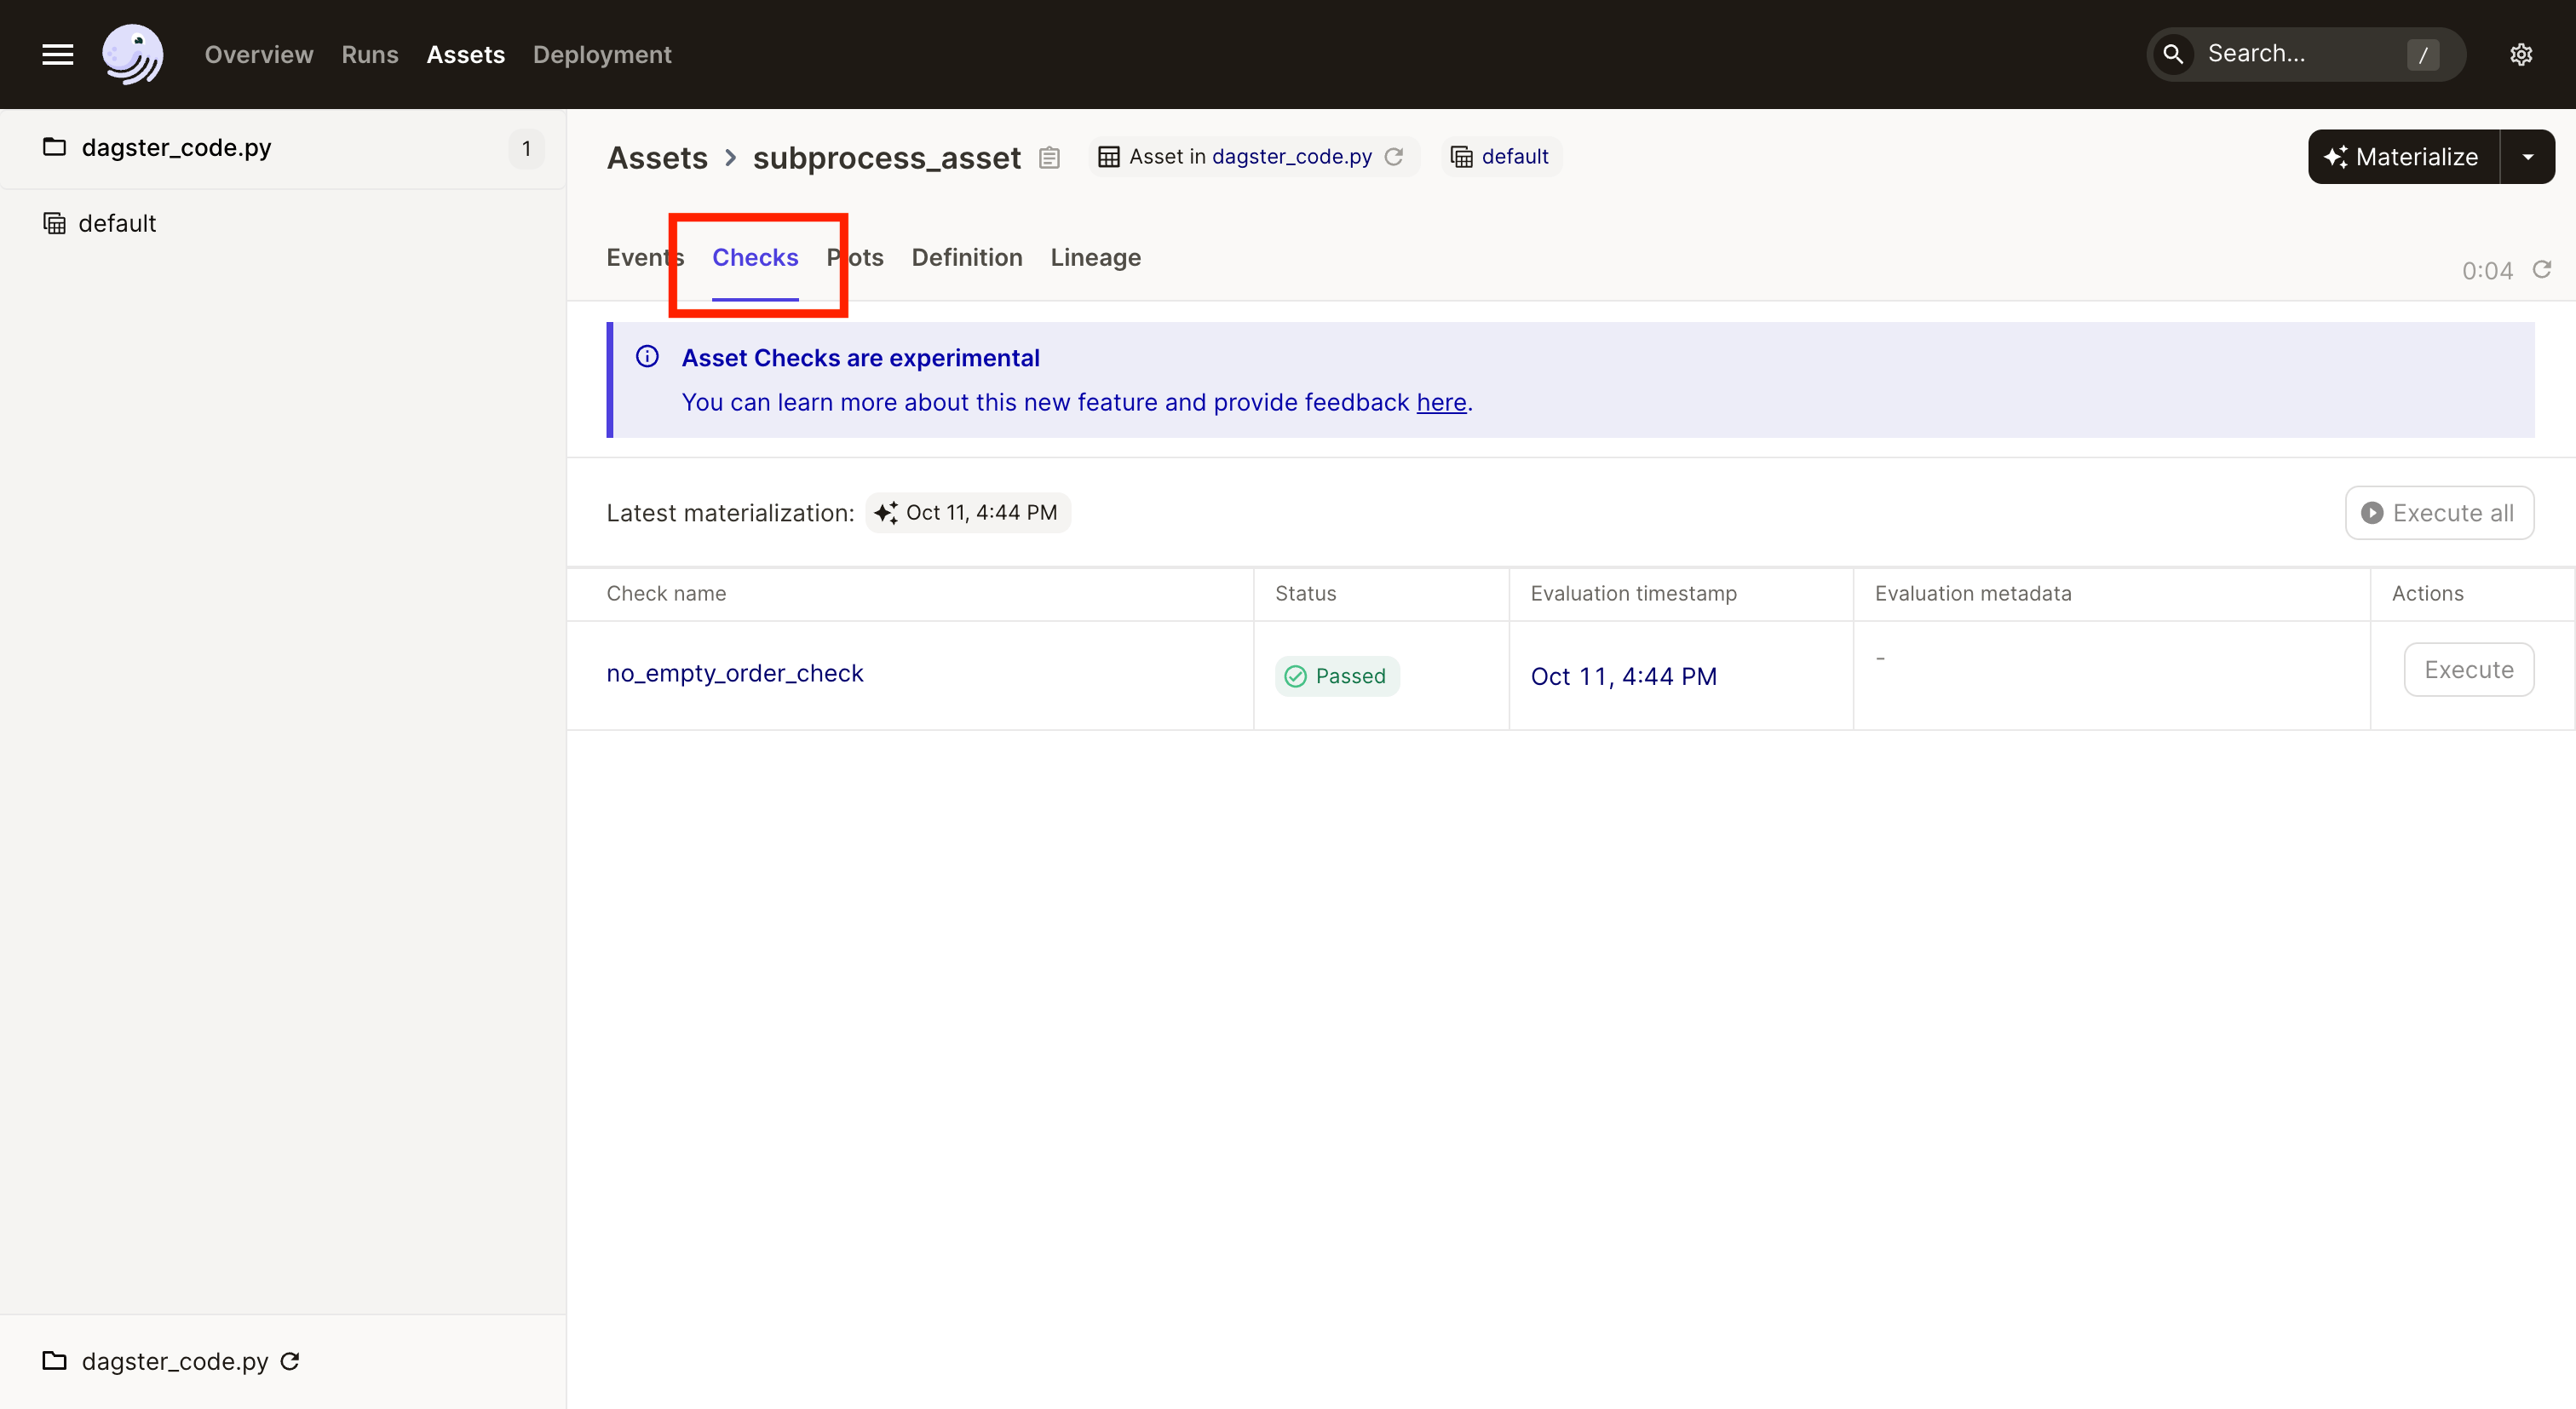 Overview Runs Assets Deployment Search... /
dagster_code.py 1
default
Assets > subprocess_asset Asset in dagster_code.py default Materialize
Events Checks Plots Definition Lineage 0:04
Asset Checks are experimental
You can learn more about this new feature and provide feedback here.
Latest materialization: Oct 11, 4:44 PM Execute all
Check name Status Evaluation timestamp Evaluation metadata Actions
no_empty_order_check Passed Oct 11, 4:44 PM - Execute
dagster_code.py